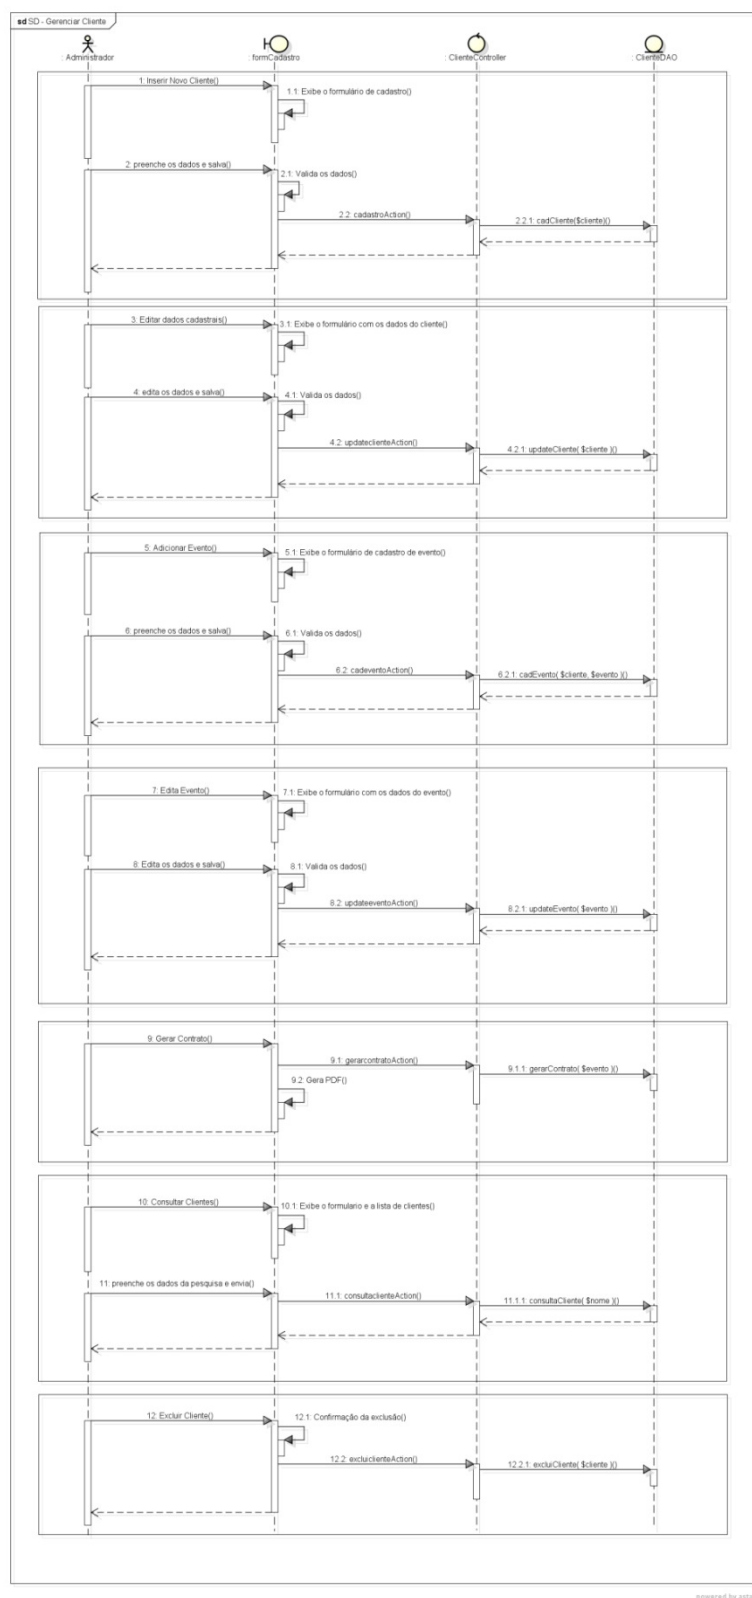 sd SD - Gerenciar Cliente
: Administrador
: formCadastro
: ClienteController
: ClienteDAO
1: Inserir Novo Cliente()
1.1: Exibe o formulário de cadastro()
2: preenche os dados e salva()
2.1: Valida os dados()
2.2: cadastroAction()
2.2.1: cadCliente($cliente)()
3: Editar dados cadastrais()
3.1: Exibe o formulário com os dados do cliente()
4: edita os dados e salva()
4.1: Valida os dados()
4.2: updateclienteAction()
4.2.1: updateCliente( $cliente )()
5: Adicionar Evento()
5.1: Exibe o formulário de cadastro de evento()
6: preenche os dados e salva()
6.1: Valida os dados()
6.2: cadeventoAction()
6.2.1: cadEvento( $cliente, $evento )()
7: Edita Evento()
7.1: Exibe o formulário com os dados do evento()
8: Edita os dados e salva()
8.1: Valida os dados()
8.2: updateeventoAction()
8.2.1: updateEvento( $evento )()
9: Gerar Contrato()
9.1: gerarcontratoAction()
9.1.1: gerarContrato( $evento )()
9.2: Gera PDF()
10: Consultar Clientes()
10.1: Exibe o formulario e a lista de clientes()
11: preenche os dados da pesquisa e envia()
11.1: consultaclienteAction()
11.1.1: consultaCliente( $nome )()
12: Excluir Cliente()
12.1: Confirmação da exclusão()
12.2: excluiclienteAction()
12.2.1: excluiCliente( $cliente )()
powered by